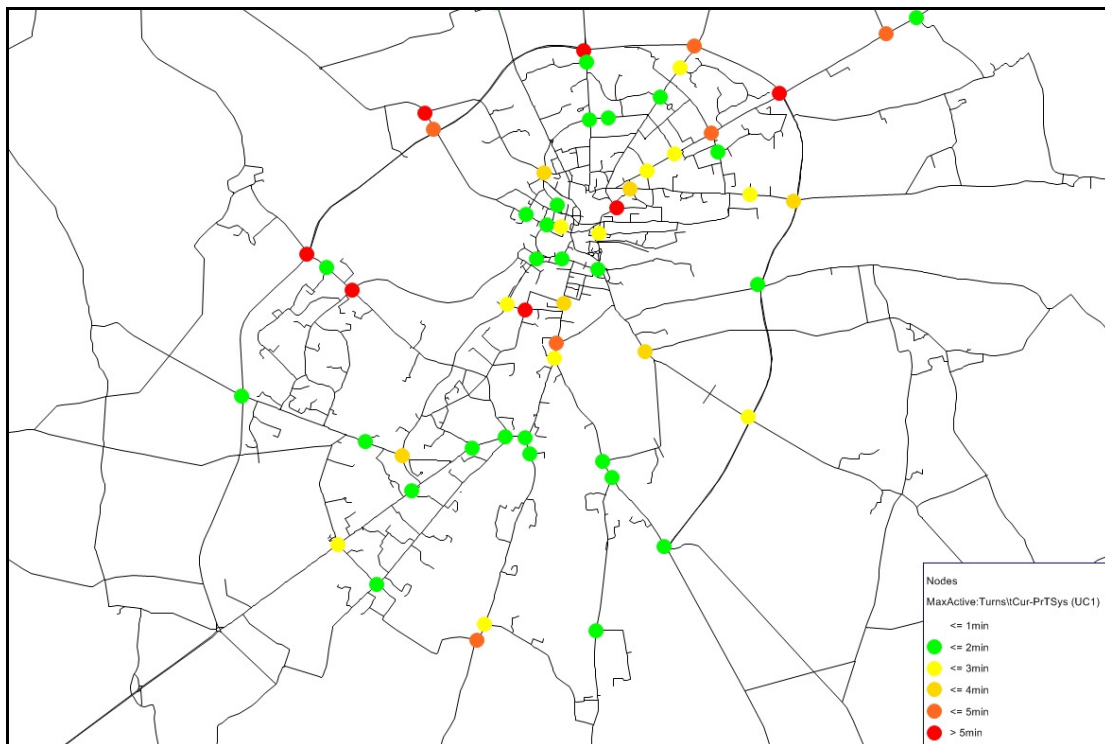 Nodes
MaxActive:Turns\tCur-PrTSys (UC1)
<= 1min
<= 2min
<= 3min
<= 4min
<= 5min
> 5min